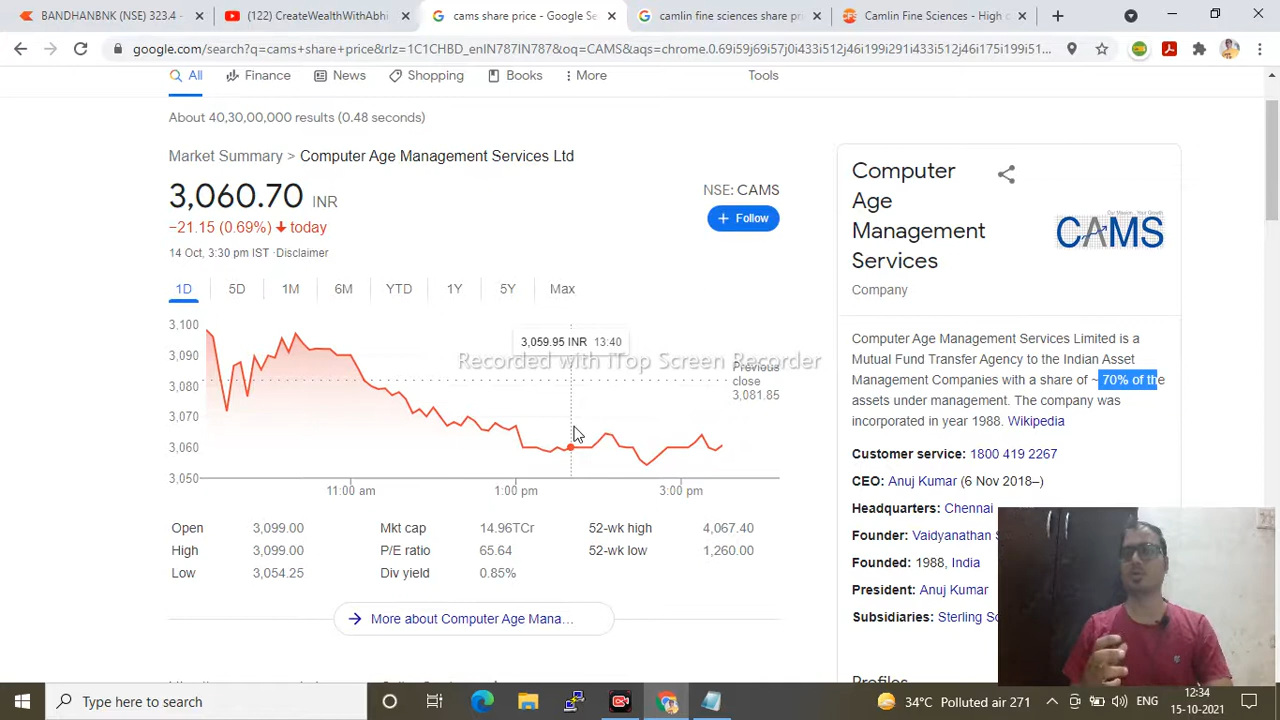 BANDHANBNK (NSE) 323.4 -
(122) CreateWealthWithAbhi
cams share price - Google Se
camlin fine sciences share pri
Camlin Fine Sciences - High c
google.com/search?q=cams+share+price&rlz=1C1CHBD_enIN787IN787&oq=CAMS&aqs=chrome.0.69i59j69i57j0i433i512j46i199i291i433i512j46i175i199i51...
All
Finance
News
Shopping
Books
More
Tools
About 40,30,00,000 results (0.48 seconds)
Market Summary > Computer Age Management Services Ltd
3,060.70 INR
−21.15 (0.69%) today
14 Oct, 3:30 pm IST · Disclaimer
NSE: CAMS
+ Follow
1D 5D 1M 6M YTD 1Y 5Y Max
3,100
3,090
3,080
3,070
3,060
3,050
3,059.95 INR 13:40
Recorded with iTop Screen Recorder
Previous
close
3,081.85
11:00 am 1:00 pm 3:00 pm
Open 3,099.00 Mkt cap 14.96TCr 52-wk high 4,067.40
High 3,099.00 P/E ratio 65.64 52-wk low 1,260.00
Low 3,054.25 Div yield 0.85%
More about Computer Age Mana...
Computer
Age
Management
Services
Company
CAMS
Computer Age Management Services Limited is a
Mutual Fund Transfer Agency to the Indian Asset
Management Companies with a share of ~ 70% of the
assets under management. The company was
incorporated in year 1988. Wikipedia
Customer service: 1800 419 2267
CEO: Anuj Kumar (6 Nov 2018–)
Headquarters: Chennai
Founder: Vaidyanathan
Founded: 1988, India
President: Anuj Kumar
Subsidiaries: Sterling
Type here to search
34°C Polluted air 271
ENG
12:34
15-10-2021